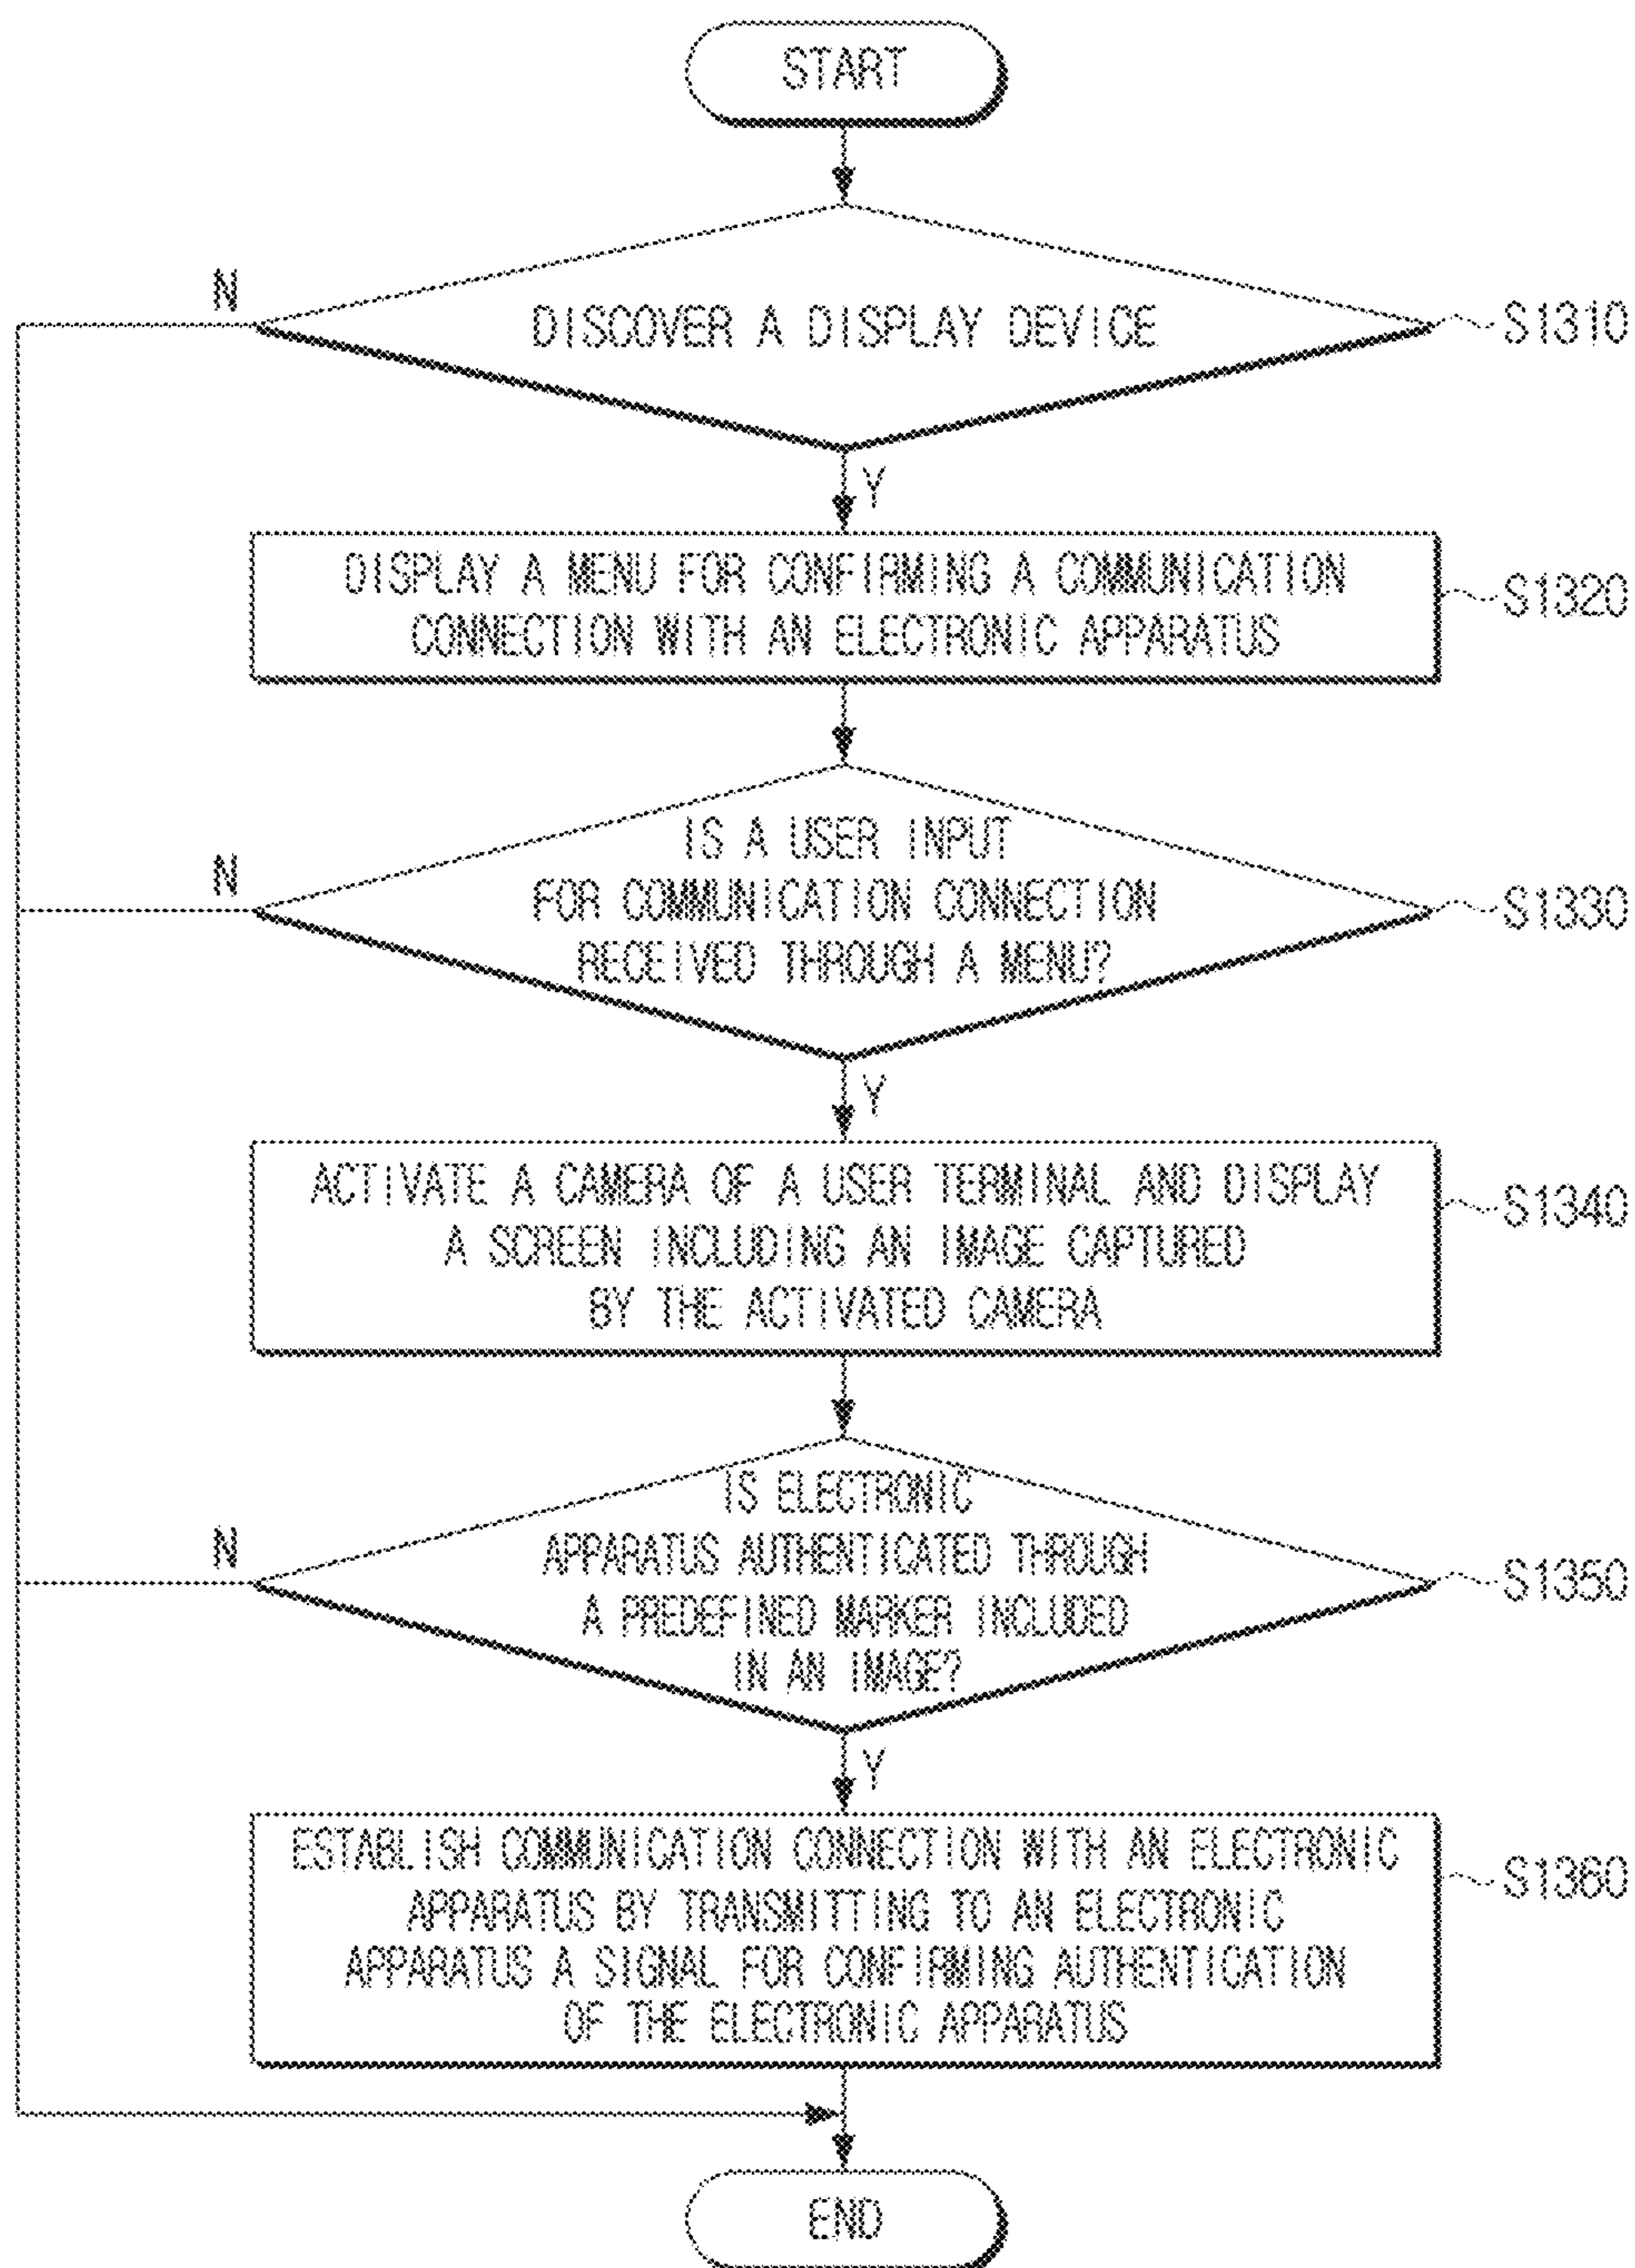 START
N
DISCOVER A DISPLAY DEVICE
S1310
Y
DISPLAY A MENU FOR CONFIRMING A COMMUNICATION
CONNECTION WITH AN ELECTRONIC APPARATUS
S1320
IS A USER INPUT
FOR COMMUNICATION CONNECTION
RECEIVED THROUGH A MENU?
N
S1330
Y
ACTIVATE A CAMERA OF A USER TERMINAL AND DISPLAY
A SCREEN INCLUDING AN IMAGE CAPTURED
BY THE ACTIVATED CAMERA
S1340
IS ELECTRONIC
APPARATUS AUTHENTICATED THROUGH
A PREDEFINED MARKER INCLUDED
IN AN IMAGE?
N
S1350
Y
ESTABLISH COMMUNICATION CONNECTION WITH AN ELECTRONIC
APPARATUS BY TRANSMITTING TO AN ELECTRONIC
APPARATUS A SIGNAL FOR CONFIRMING AUTHENTICATION
OF THE ELECTRONIC APPARATUS
S1360
END